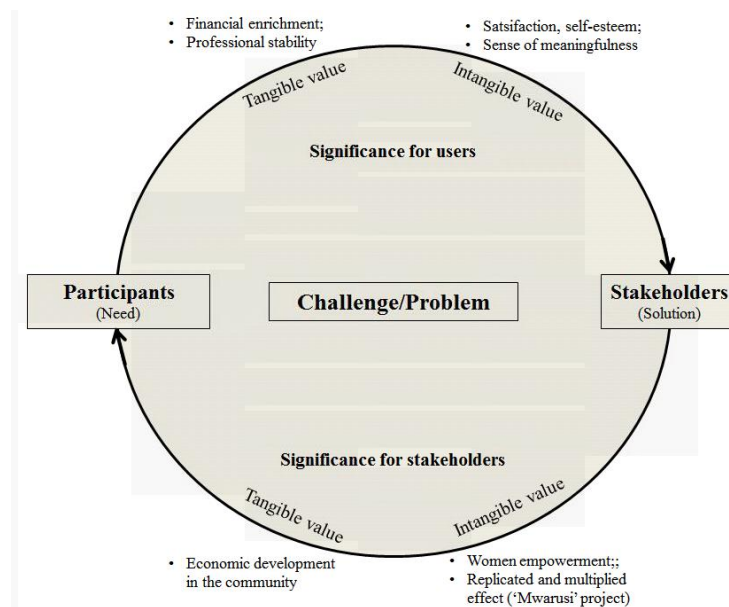 • Financial enrichment;
• Professional stability
• Satsifaction, self-esteem;
• Sense of meaningfulness
Tangible value
Intangible value
Significance for users
Participants
(Need)
Challenge/Problem
Stakeholders
(Solution)
Significance for stakeholders
Tangible value
Intangible value
• Economic development
in the community
• Women empowerment;;
• Replicated and multiplied
effect (‘Mwarusi’ project)